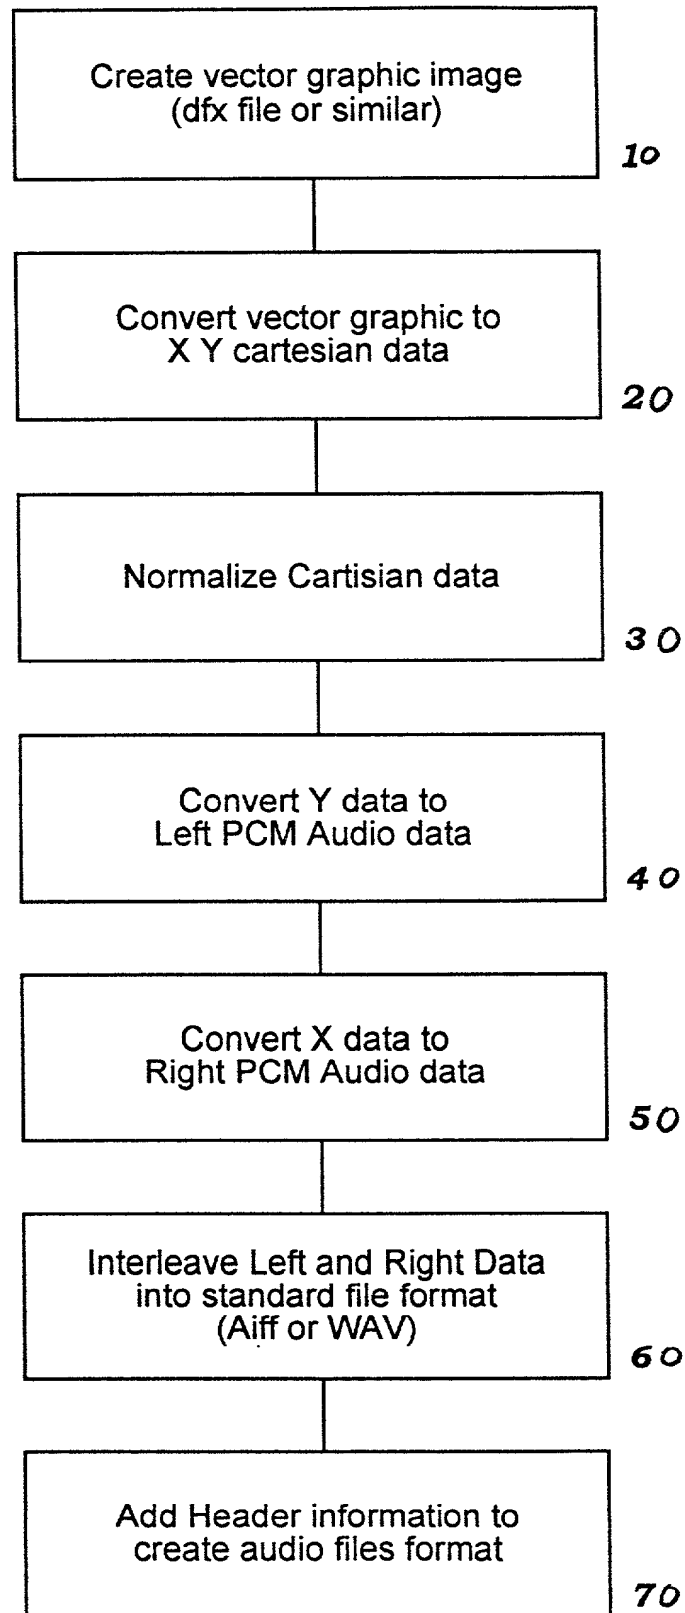 Create vector graphic image
(dfx file or similar)
10
Convert vector graphic to
X Y cartesian data
20
Normalize Cartisian data
30
Convert Y data to
Left PCM Audio data
40
Convert X data to
Right PCM Audio data
50
Interleave Left and Right Data
into standard file format
(Aiff or WAV)
60
Add Header information to
create audio files format
70